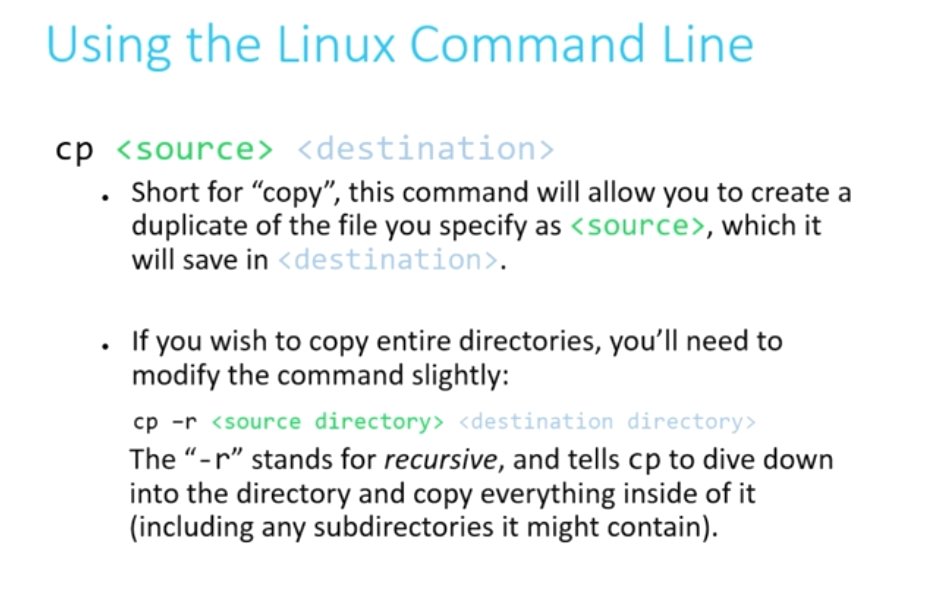 Using the Linux Command Line
cp <source> <destination>
• Short for “copy”, this command will allow you to create a
duplicate of the file you specify as <source>, which it
will save in <destination>.
• If you wish to copy entire directories, you’ll need to
modify the command slightly:
cp –r <source directory> <destination directory>
The “-r” stands for recursive, and tells cp to dive down
into the directory and copy everything inside of it
(including any subdirectories it might contain).